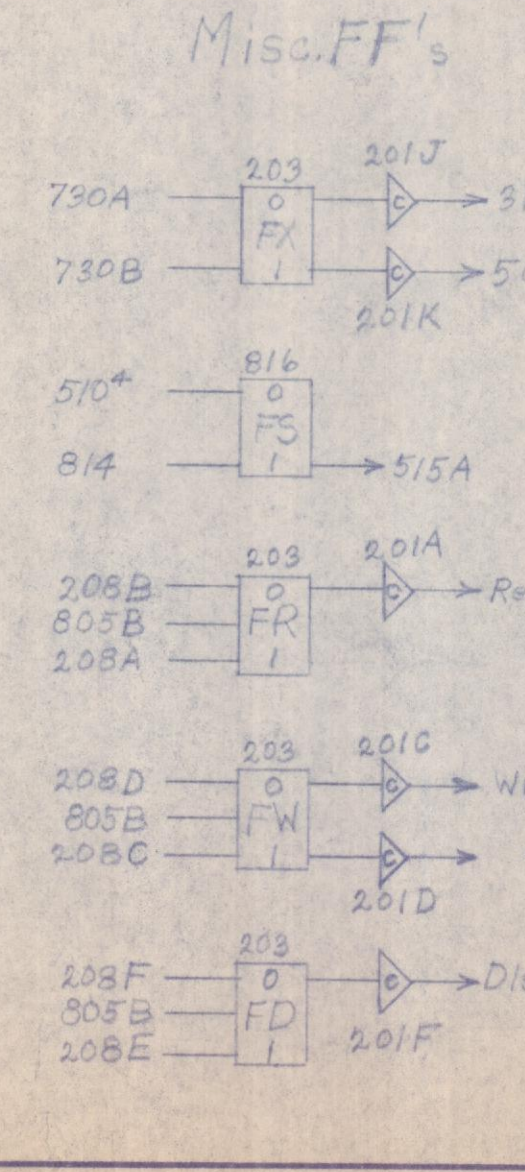 Misc. FF's
203 201J
730A 0 C
FX
730B 1 C
201K
816
510⁴ 0
FS
814 1 515A
203 201A
208B 0 C
805B FR
208A 1
203
208D 0 C
805B FW
208C 1 C
201D
203
208F 0 C
805B FD
208E 1 201F